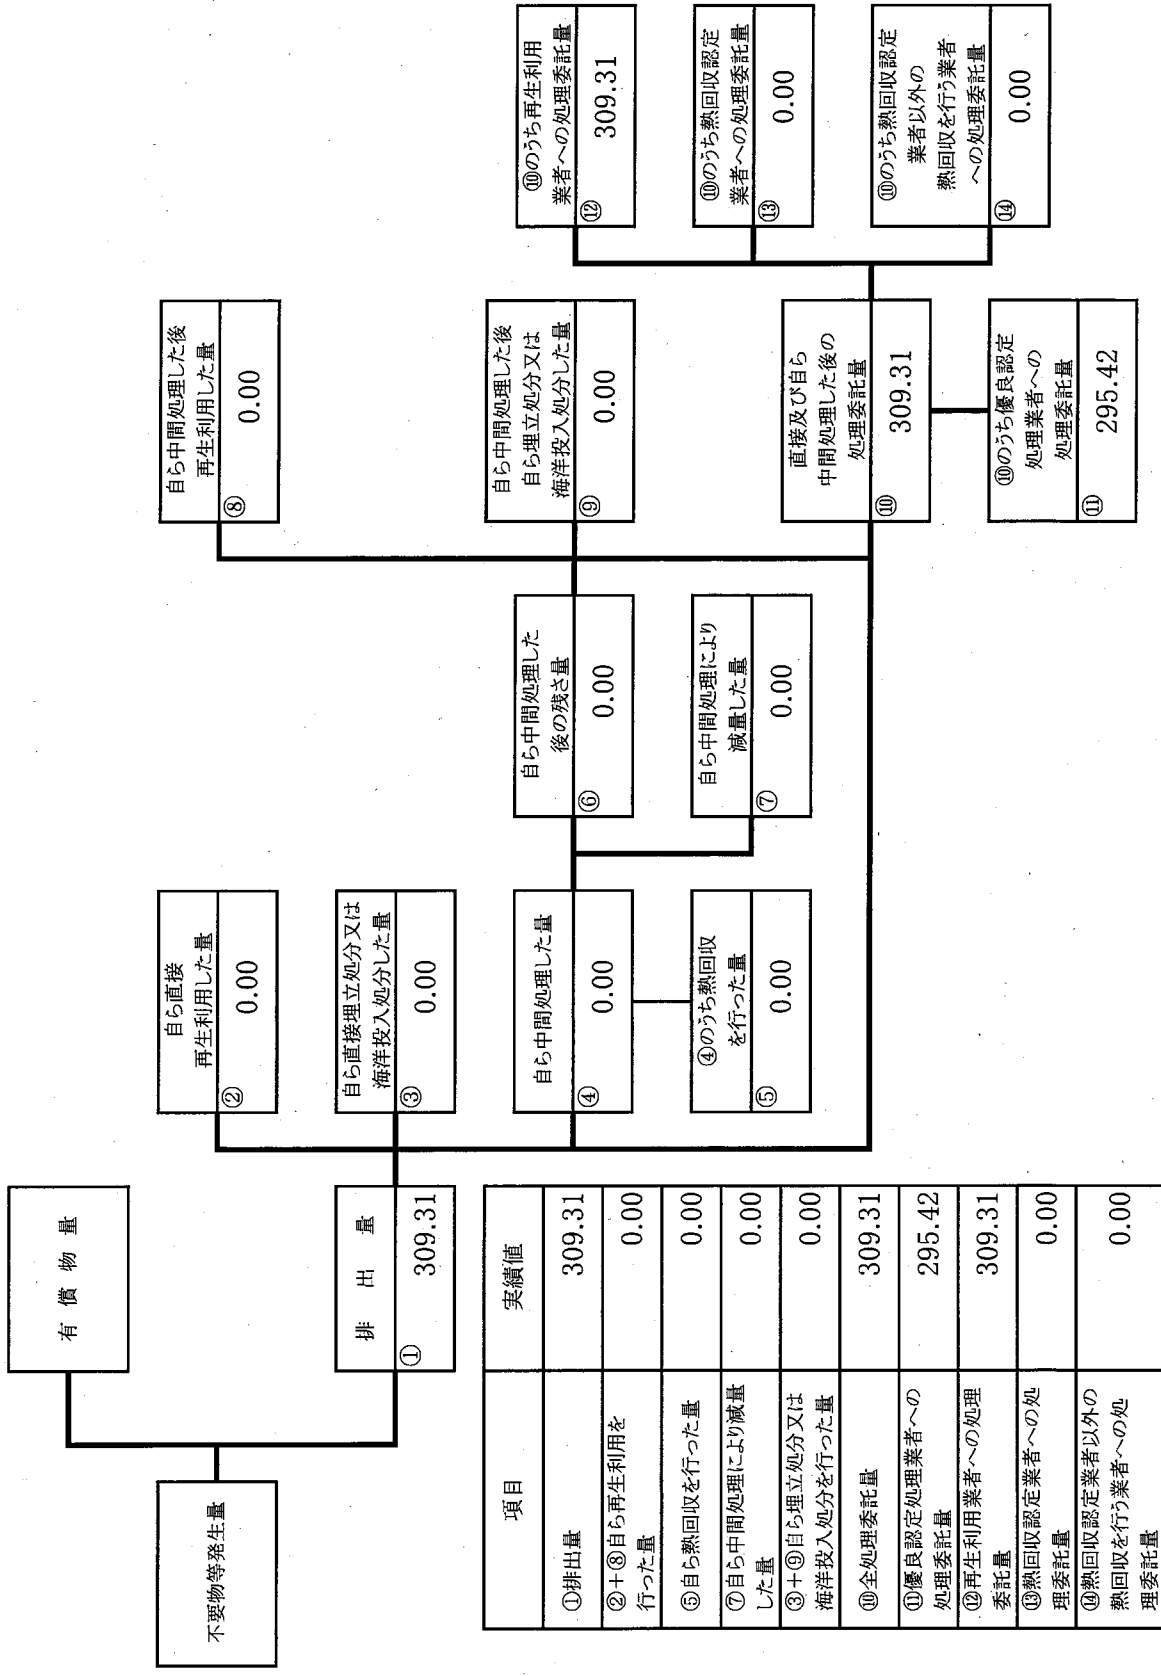 不要物等発生量
有償物量
排出量
①
309.31
自ら直接
再生利用した量
②
0.00
自ら直接埋立処分又は
海洋投入処分した量
③
0.00
自ら中間処理した量
④
0.00
④のうち熱回収
を行った量
⑤
0.00
自ら中間処理した
後の残さ量
⑥
0.00
自ら中間処理により
減量した量
⑦
0.00
自ら中間処理した後
再生利用した量
⑧
0.00
自ら中間処理した後
自ら埋立処分又は
海洋投入処分した量
⑨
0.00
直接及び自ら
中間処理した後の
処理委託量
⑩
309.31
⑩のうち優良認定
処理業者への
処理委託量
⑪
295.42
⑩のうち再生利用
業者への処理委託量
⑫
309.31
⑩のうち熱回収認定
業者への処理委託量
⑬
0.00
⑩のうち熱回収認定
業者以外の
熱回収を行う業者
への処理委託量
⑭
0.00
項目 実績値
①排出量 309.31
②+⑧自ら再生利用を
行った量 0.00
⑤自ら熱回収を行った量 0.00
⑦自ら中間処理により減量
した量 0.00
③+⑨自ら埋立処分又は
海洋投入処分を行った量 0.00
⑩全処理委託量 309.31
⑪優良認定処理業者への
処理委託量 295.42
⑫再生利用業者への処理
委託量 309.31
⑬熱回収認定業者への処
理委託量 0.00
⑭熱回収認定業者以外の
熱回収を行う業者への処
理委託量 0.00